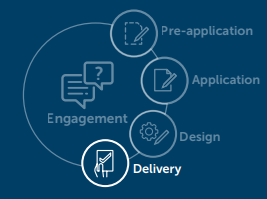 Pre-application
Application
Engagement
Design
Delivery